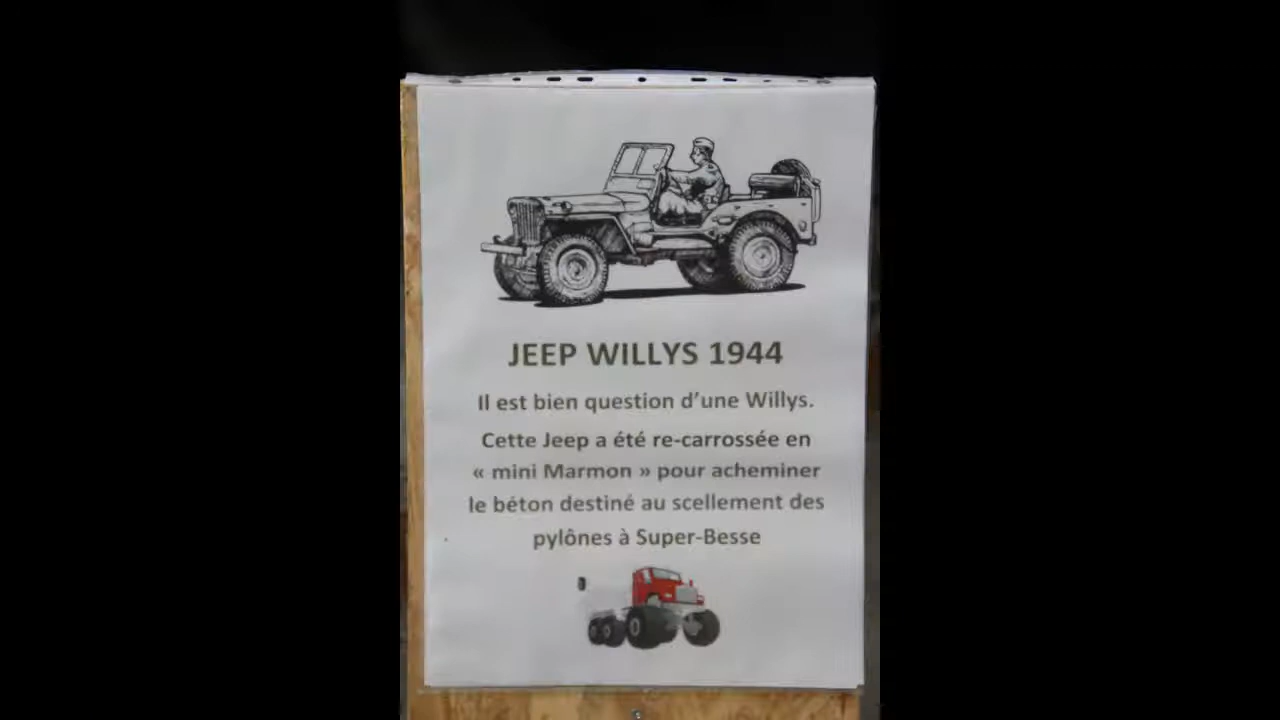 JEEP WILLYS 1944
Il est bien question d’une Willys.
Cette Jeep a été re-carrossée en
« mini Marmon » pour acheminer
le béton destiné au scellement des
pylônes à Super-Besse